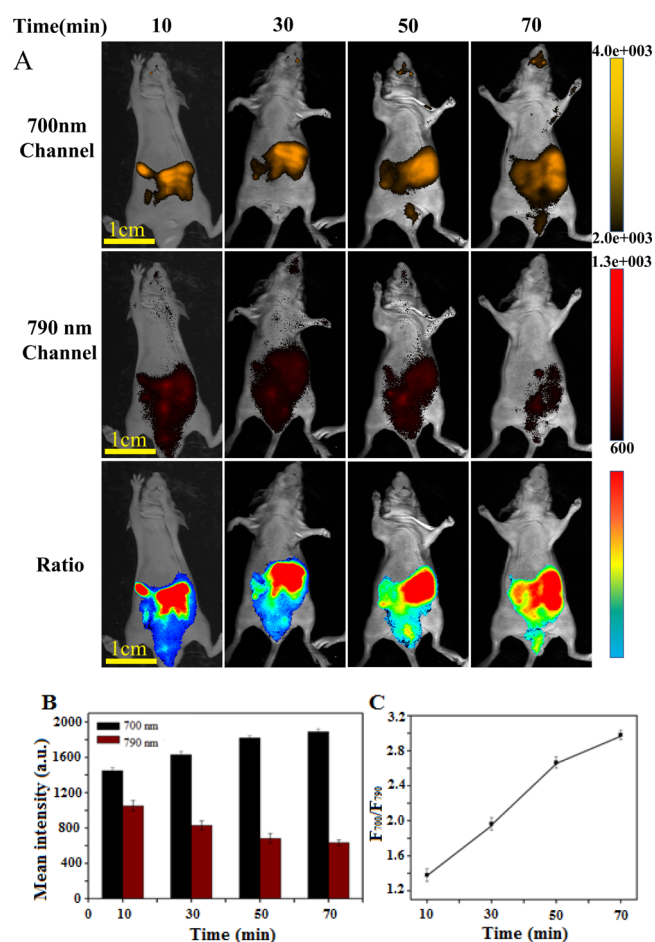 Time(min) 10 30 50 70
A
4.0e+003
700nm
Channel
1cm
2.0e+003
1.3e+003
790 nm
Channel
1cm
600
Ratio
1cm
B
C
2000
1600
1200
800
400
0
Mean intensity (a.u.)
700 nm
790 nm
0 10 30 50 70
Time (min)
3.2
2.8
2.4
2.0
1.6
1.2
F700/F790
10 30 50 70
Time (min)